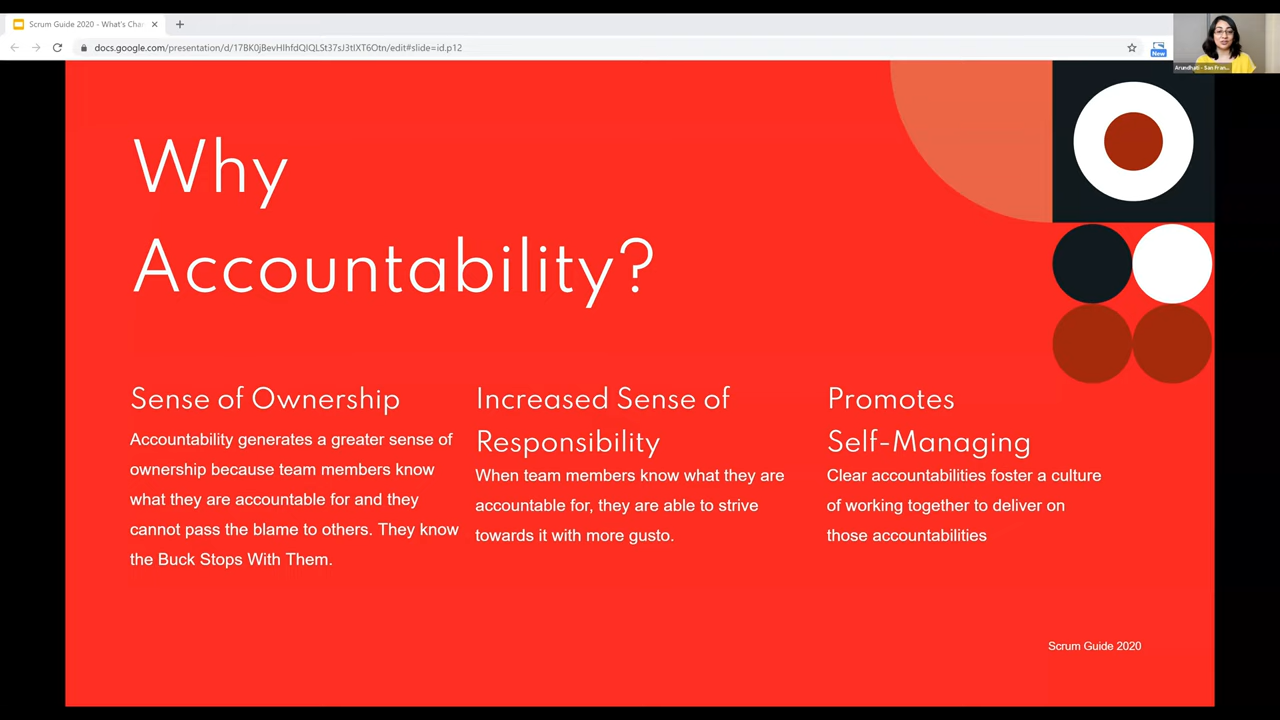 Scrum Guide 2020 - What's Cha
docs.google.com/presentation/d/17BK0jBevHlhfdQIQLSt37sJ3tIXT6Otn/edit#slide=id.p12
New
Arundhati - San Fran...
Why
Accountability?
Sense of Ownership
Accountability generates a greater sense of
ownership because team members know
what they are accountable for and they
cannot pass the blame to others. They know
the Buck Stops With Them.
Increased Sense of
Responsibility
When team members know what they are
accountable for, they are able to strive
towards it with more gusto.
Promotes
Self-Managing
Clear accountabilities foster a culture
of working together to deliver on
those accountabilities
Scrum Guide 2020